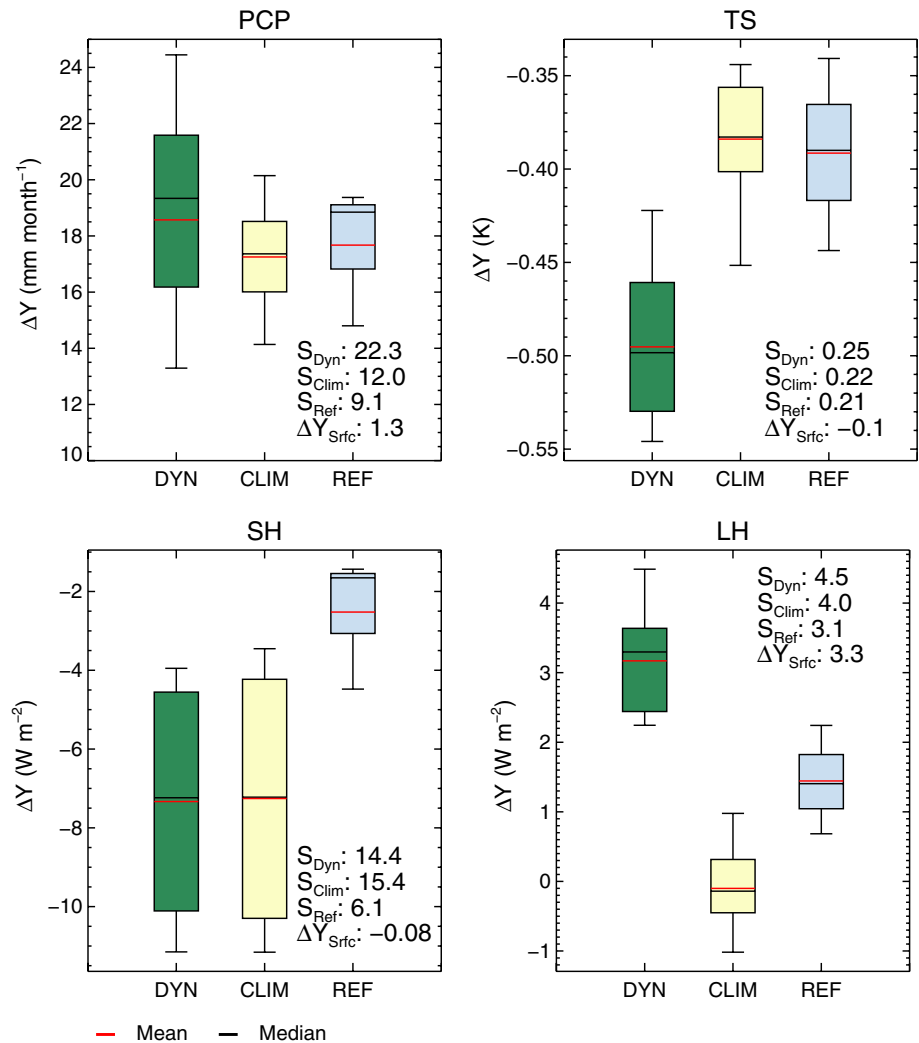 PCP
ΔY (mm month⁻¹)
24
22
20
18
16
14
12
10
S_Dyn: 22.3
S_Clim: 12.0
S_Ref: 9.1
ΔY_Srfc: 1.3
DYN CLIM REF
TS
ΔY (K)
−0.35
−0.40
−0.45
−0.50
−0.55
S_Dyn: 0.25
S_Clim: 0.22
S_Ref: 0.21
ΔY_Srfc: −0.1
DYN CLIM REF
SH
ΔY (W m⁻²)
−2
−4
−6
−8
−10
S_Dyn: 14.4
S_Clim: 15.4
S_Ref: 6.1
ΔY_Srfc: −0.08
DYN CLIM REF
LH
ΔY (W m⁻²)
4
3
2
1
0
−1
S_Dyn: 4.5
S_Clim: 4.0
S_Ref: 3.1
ΔY_Srfc: 3.3
DYN CLIM REF
Mean Median